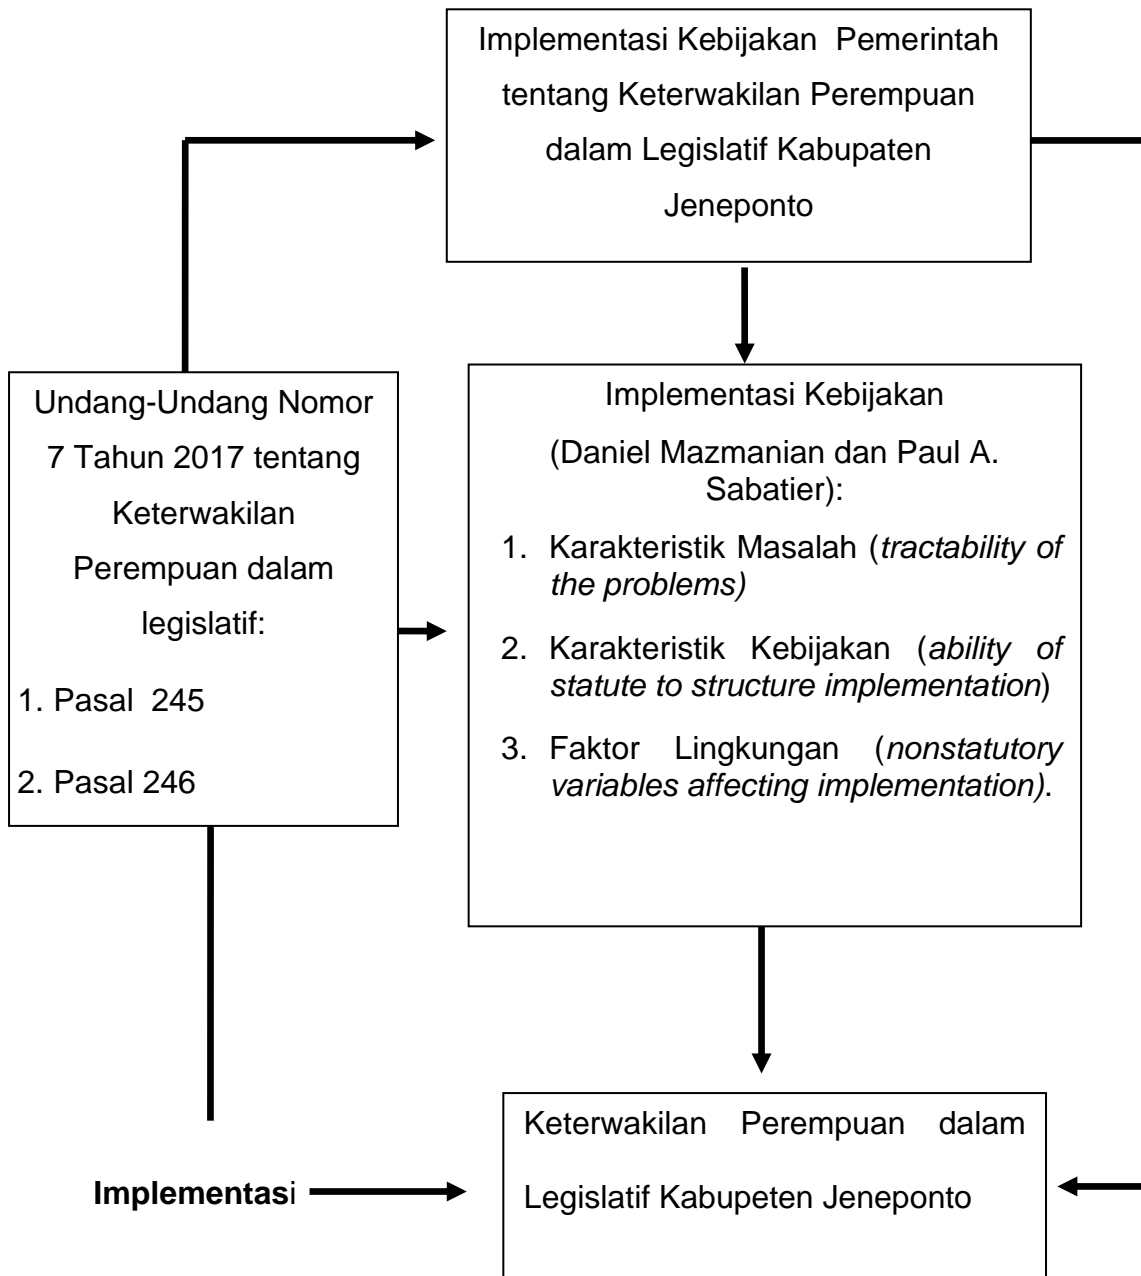 Implementasi Kebijakan Pemerintah
tentang Keterwakilan Perempuan
dalam Legislatif Kabupaten
Jeneponto
Undang-Undang Nomor
7 Tahun 2017 tentang
Keterwakilan
Perempuan dalam
legislatif:
1. Pasal 245
2. Pasal 246
Implementasi Kebijakan
(Daniel Mazmanian dan Paul A.
Sabatier):
1. Karakteristik Masalah (tractability of
the problems)
2. Karakteristik Kebijakan (ability of
statute to structure implementation)
3. Faktor Lingkungan (nonstatutory
variables affecting implementation).
Implementasi
Keterwakilan Perempuan dalam
Legislatif Kabupeten Jeneponto